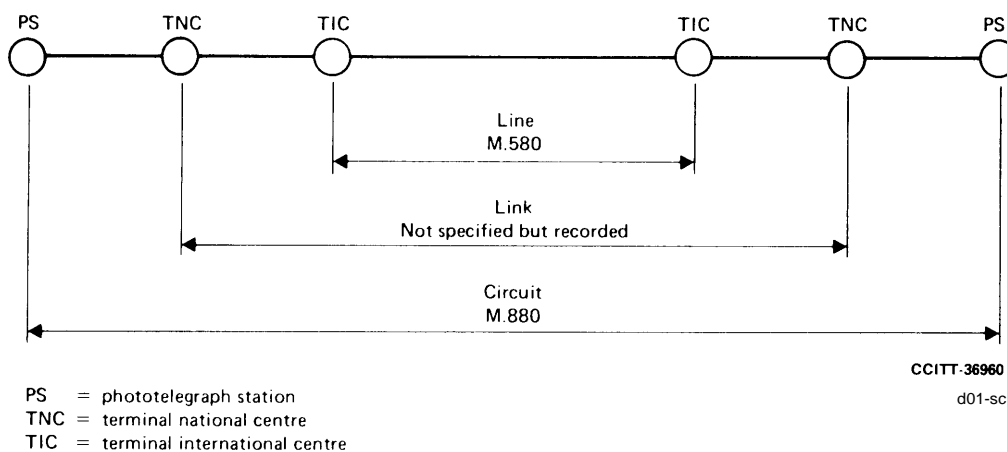 PS TNC TIC TIC TNC PS
Line
M.580
Link
Not specified but recorded
Circuit
M.880
CCITT-36960
d01-sc
PS = phototelegraph station
TNC = terminal national centre
TIC = terminal international centre